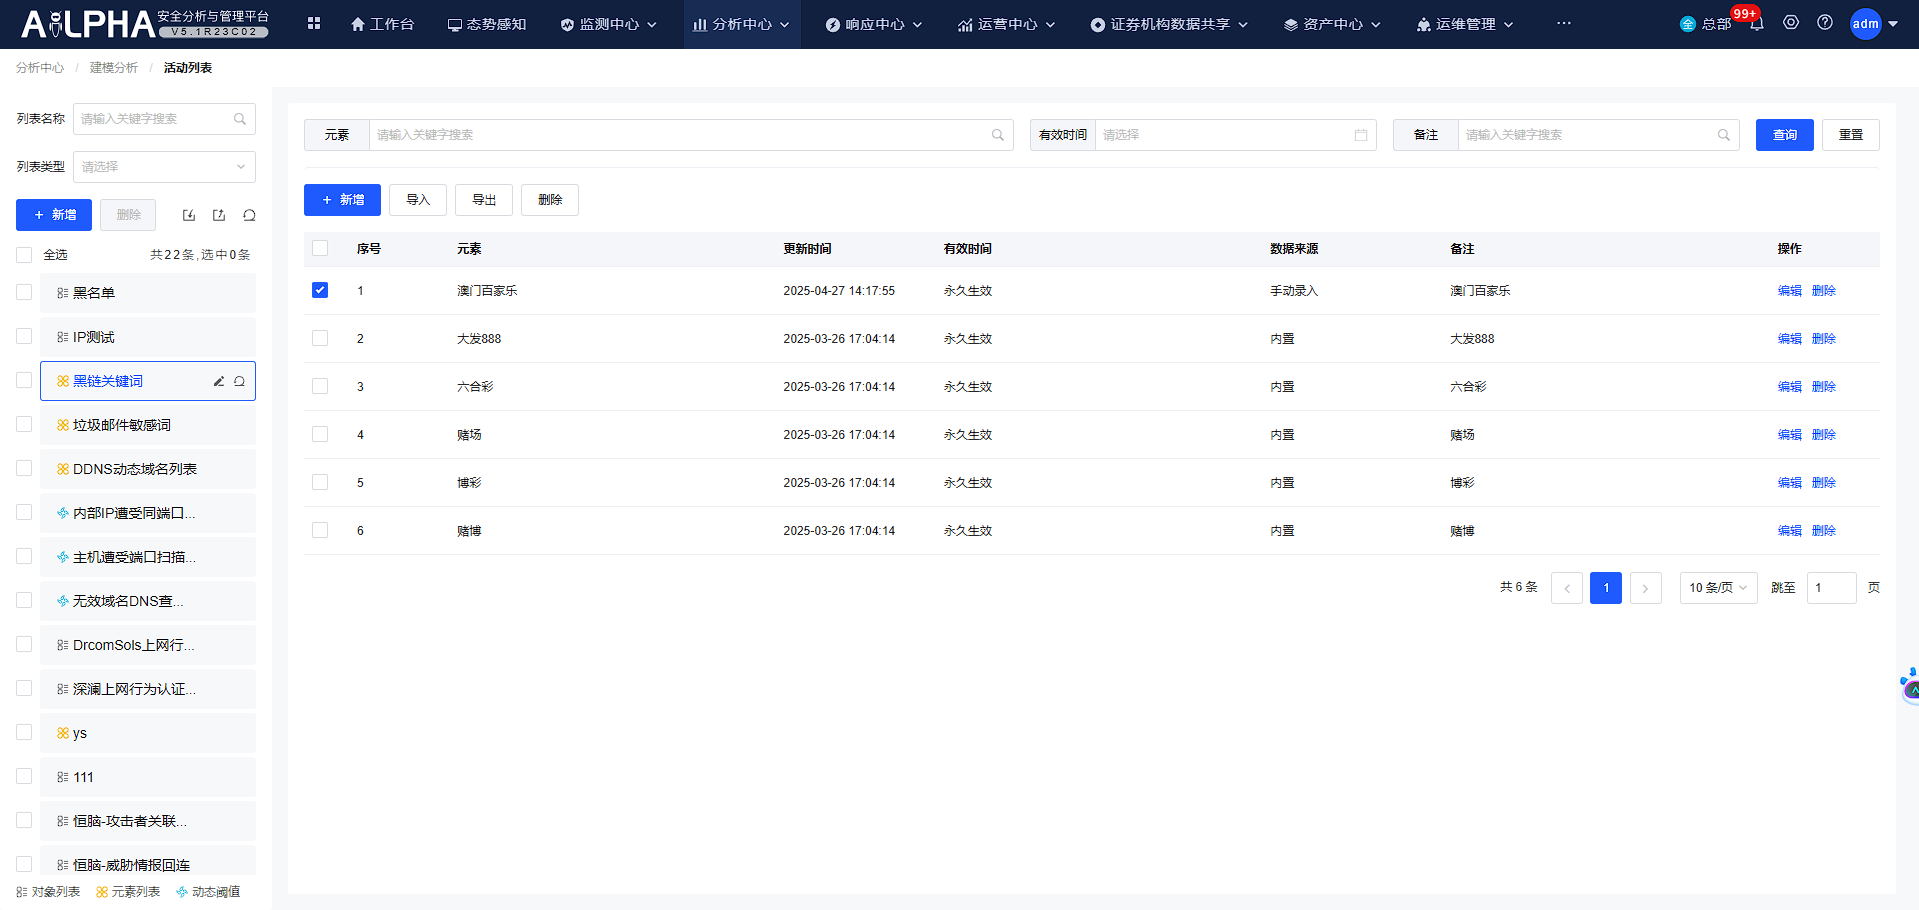 AiLPHA 安全分析与管理平台 V5.1R23C02
工作台 态势感知 监测中心 分析中心 响应中心 运营中心 证券机构数据共享 资产中心 运维管理 ··· 全 总部 99+ adm
分析中心 / 建模分析 / 活动列表
列表名称 请输入关键字搜索
列表类型 请选择
+ 新增 删除
全选 共22条,选中0条
黑名单
IP测试
黑链关键词
垃圾邮件敏感词
DDNS动态域名列表
内部IP遭受同端口...
主机遭受端口扫描...
无效域名DNS查...
DrcomSols上网行...
深澜上网行为认证...
ys
111
恒脑-攻击者关联...
恒脑-威胁情报回连
对象列表 元素列表 动态阈值
元素 请输入关键字搜索 有效时间 请选择 备注 请输入关键字搜索 查询 重置
+ 新增 导入 导出 删除
序号 元素 更新时间 有效时间 数据来源 备注 操作
1 澳门百家乐 2025-04-27 14:17:55 永久生效 手动录入 澳门百家乐 编辑 删除
2 大发888 2025-03-26 17:04:14 永久生效 内置 大发888 编辑 删除
3 六合彩 2025-03-26 17:04:14 永久生效 内置 六合彩 编辑 删除
4 赌场 2025-03-26 17:04:14 永久生效 内置 赌场 编辑 删除
5 博彩 2025-03-26 17:04:14 永久生效 内置 博彩 编辑 删除
6 赌博 2025-03-26 17:04:14 永久生效 内置 赌博 编辑 删除
共 6 条 < 1 > 10 条/页 跳至 1 页